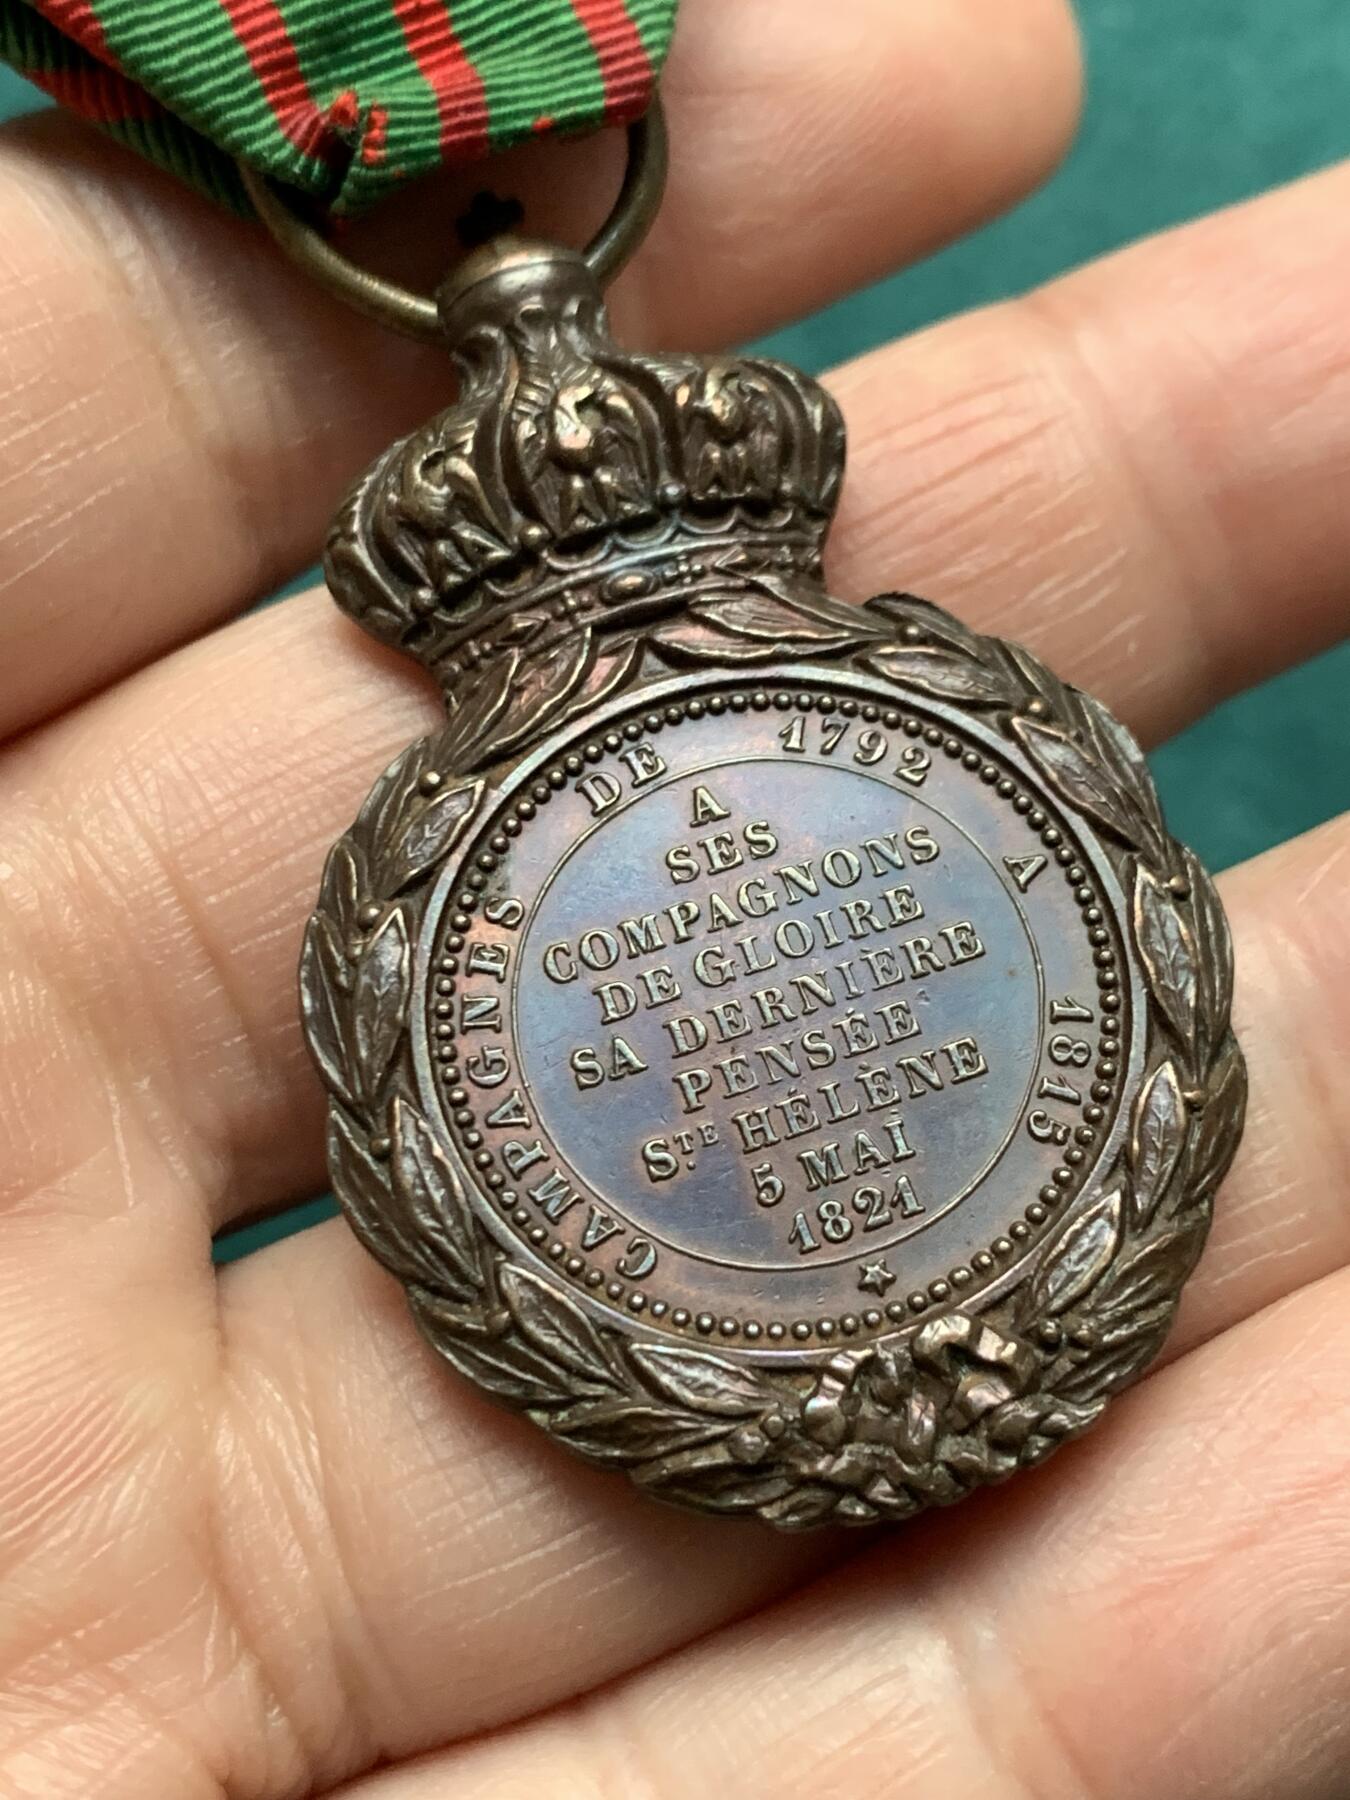 CAMPAGNES DE 1792 A 1815
A
SES
COMPAGNONS
DE GLOIRE
SA DERNIÈRE
PENSÉE
STE HÉLÈNE
5 MAI
1821